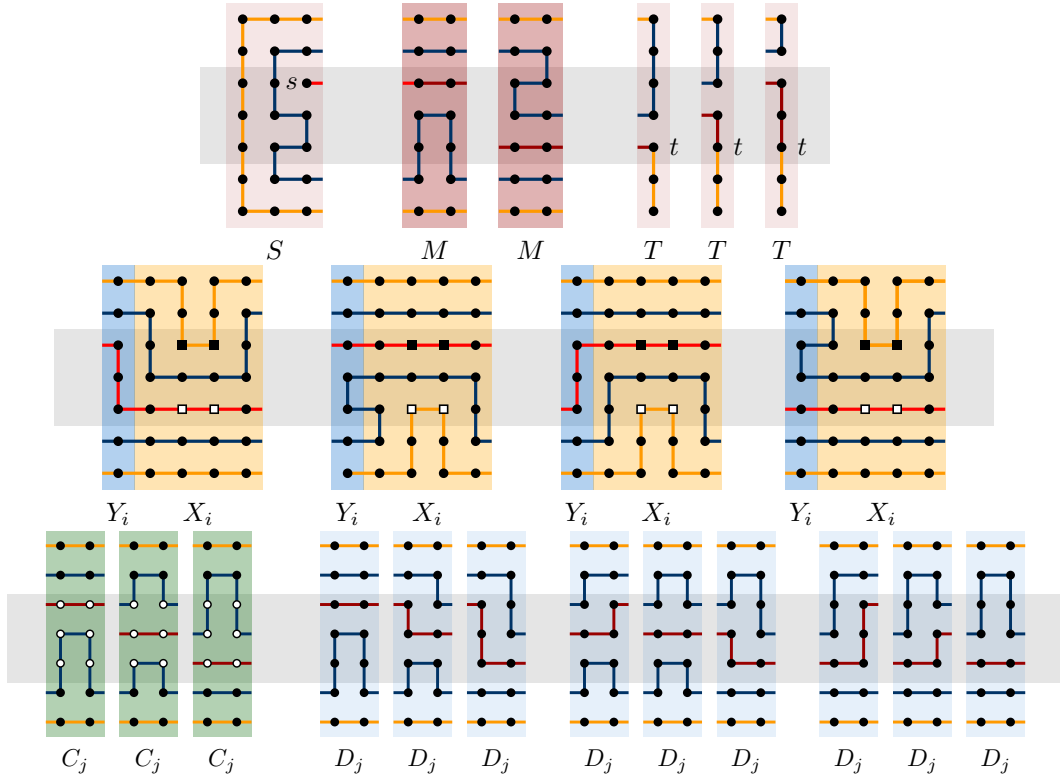 s
t t t
S M M T T T
Y_i X_i Y_i X_i Y_i X_i Y_i X_i
C_j C_j C_j D_j D_j D_j D_j D_j D_j D_j D_j D_j